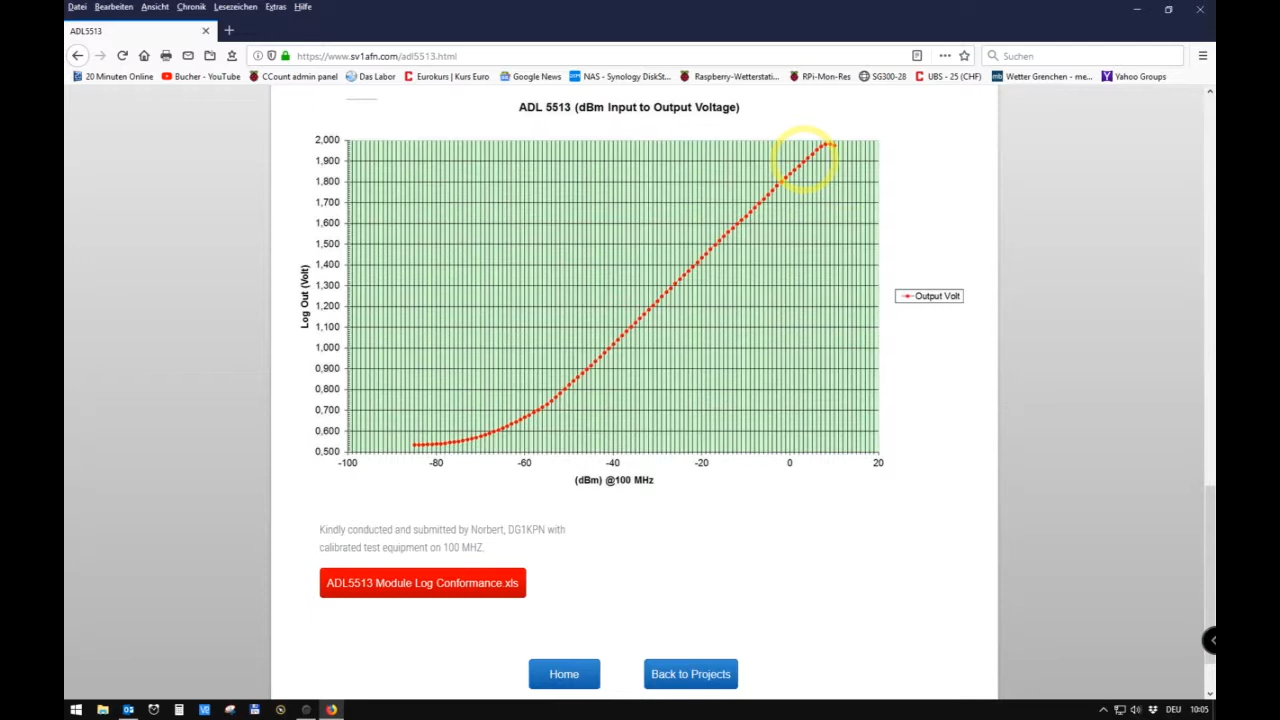 Datei Bearbeiten Ansicht Chronik Extras Lesezeichen Hilfe
ADL5513
https://www.sv1afn.com/adl5513.html
Suchen
20 Minuten Online Bucher - YouTube CCount admin panel Das Labor Eurokurs | Kurs Euro Google News NAS - Synology DiskSt... Raspberry-Wetterstati... RPi-Mon-Res SG300-28 UBS - 25 (CHF) Wetter Grenchen - me... Yahoo Groups
ADL 5513 (dBm Input to Output Voltage)
2,000
1,900
1,800
1,700
1,600
1,500
1,400
1,300
1,200
1,100
1,000
0,900
0,800
0,700
0,600
0,500
Log Out (Volt)
Output Volt
-100 -80 -60 -40 -20 0 20
(dBm) @100 MHz
Kindly conducted and submitted by Norbert, DG1KPN with
calibrated test equipment on 100 MHZ.
ADL5513 Module Log Conformance.xls
Home Back to Projects
DEU 10:05